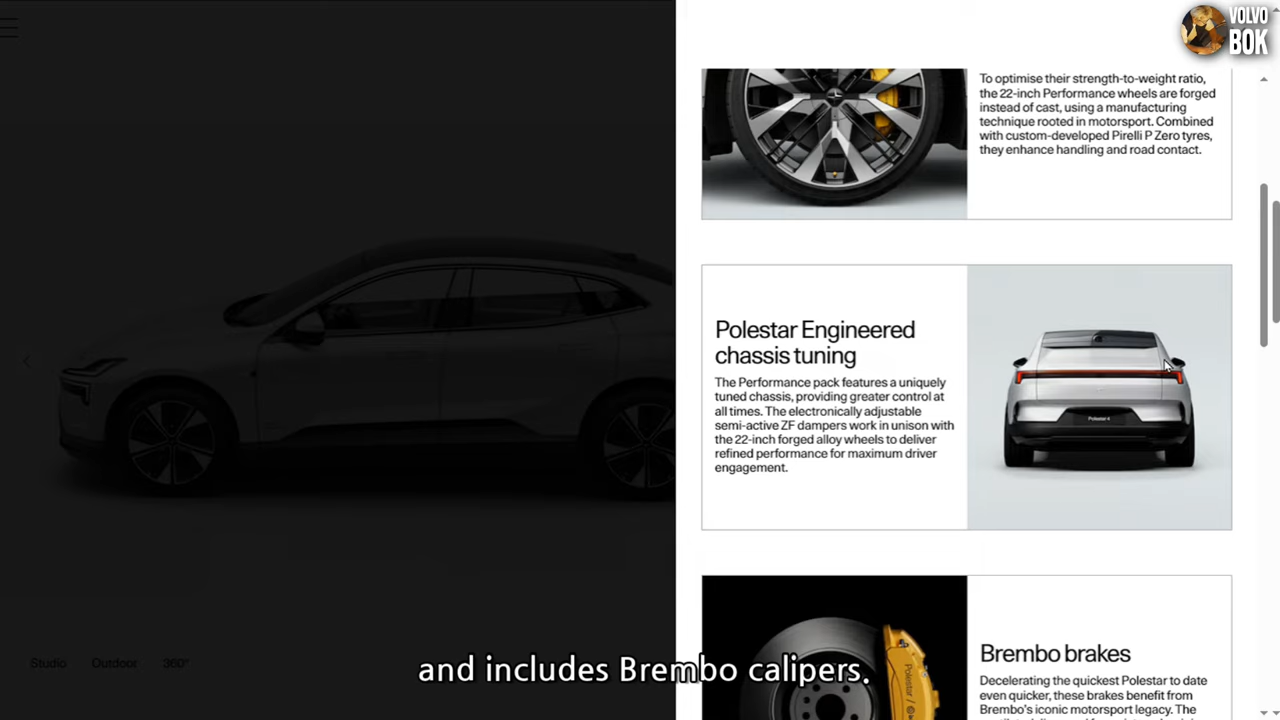 VOLVO
BOK
To optimise their strength-to-weight ratio,
the 22-inch Performance wheels are forged
instead of cast, using a manufacturing
technique rooted in motorsport. Combined
with custom-developed Pirelli P Zero tyres,
they enhance handling and road contact.
Polestar Engineered
chassis tuning
The Performance pack features a uniquely
tuned chassis, providing greater control at
all times. The electronically adjustable
semi-active ZF dampers work in unison with
the 22-inch forged alloy wheels to deliver
refined performance for maximum driver
engagement.
Polestar 4
Brembo brakes
Decelerating the quickest Polestar to date
even quicker, these brakes benefit from
Brembo's iconic motorsport legacy. The
Polestar
Studio Outdoor 360°
and includes Brembo calipers.